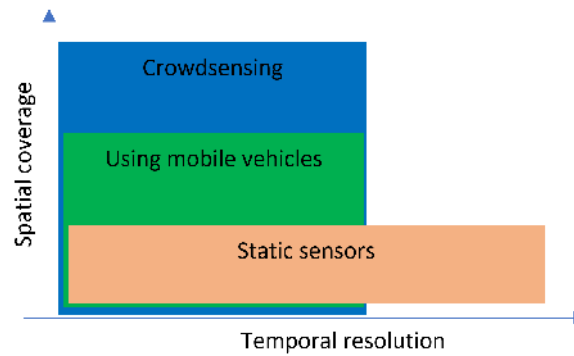 Crowdsensing
Using mobile vehicles
Static sensors
Spatial coverage
Temporal resolution